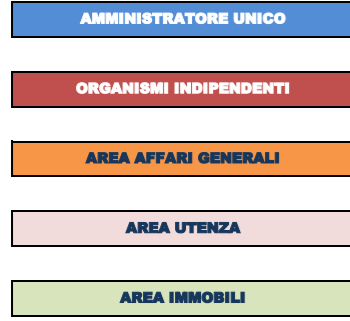 AMMINISTRATORE UNICO
ORGANISMI INDIPENDENTI
AREA AFFARI GENERALI
AREA UTENZA
AREA IMMOBILI